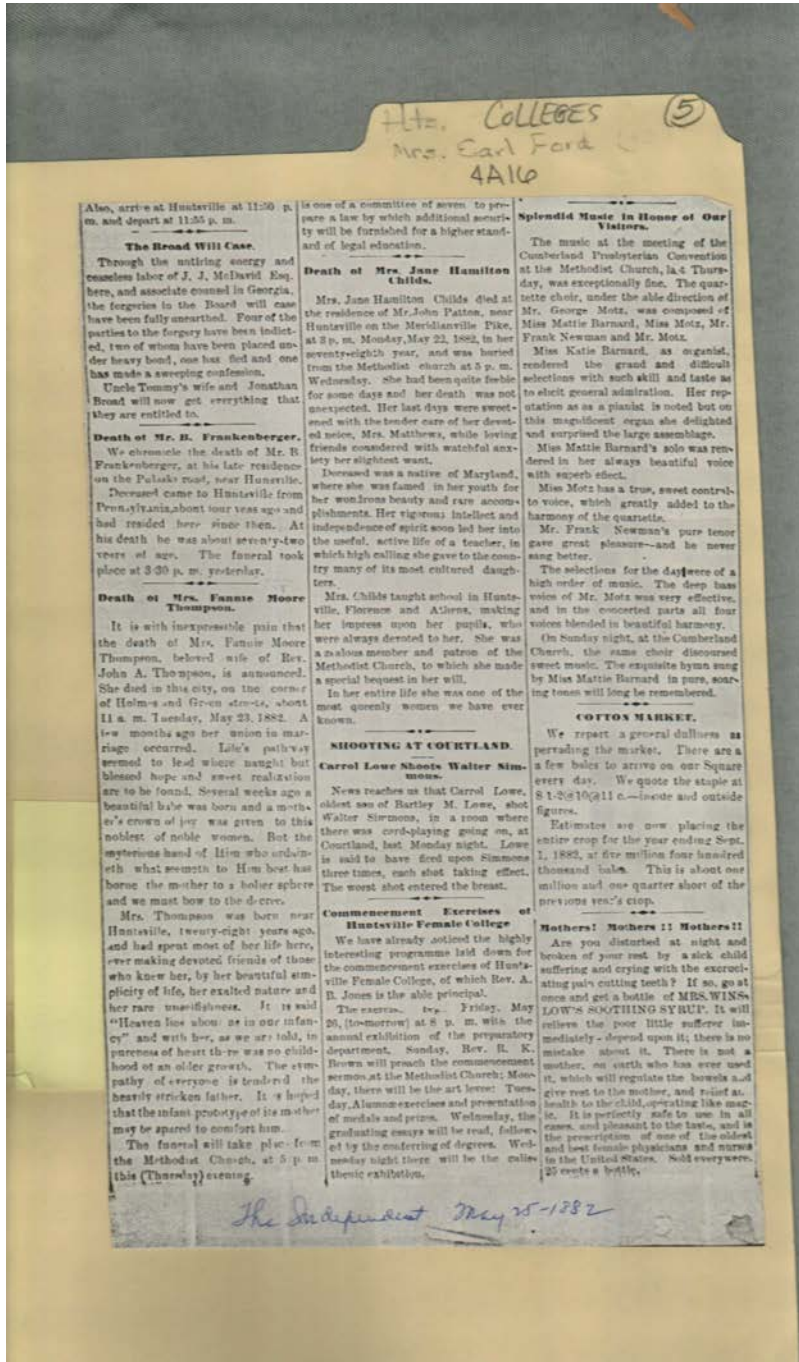 Hts. COLLEGES 5
Mrs. Earl Ford
4A16
Also, arrive at Huntsville at 11:50 p.
m. and depart at 11:55 p. m.
The Broad Will Case.
Through the untiring energy and
ceaseless labor of J. J. McDavid Esq.
here, and associate counsel in Georgia,
the forgeries in the Board will case
have been fully unearthed. Four of the
parties to the forgery have been indict-
ed, two of whom have been placed un-
der heavy bond, one has fled and one
has made a sweeping confession.
Uncle Tommy's wife and Jonathan
Broad will now get everything that
they are entitled to.
Death of Mr. B. Frankenberger.
We chronicle the death of Mr. B
Frankenberger, at his late residence
on the Pulaski road, near Hunsville.
Deceased came to Huntsville from
Pennsylvania, about four yeas ago and
had resided here since then. At
his death he was about seventy-two
years of age. The funeral took
place at 3:30 p. m. yesterday.
Death of Mrs. Fannie Moore
Thompson.
It is with inexpressible pain that
the death of Mrs. Fannie Moore
Thompson, beloved wife of Rev.
John A. Thompson, is announced.
She died in this city, on the corner
of Holmes and Green streets, about
11 a. m. Tuesday, May 23, 1882. A
few months ago her union in mar-
riage occurred. Life's pathway
seemed to lead where naught but
blessed hope and sweet realization
are to be found. Several weeks ago a
beautiful babe was born and a moth-
er's crown of joy was given to this
noblest of noble women. But the
mysterious hand of Him who ordain-
eth what seemeth to Him best has
borne the mother to a holier sphere
and we must bow to the decree.
Mrs. Thompson was born near
Huntsville, twenty-eight years ago,
and had spent most of her life here,
ever making devoted friends of those
who knew her, by her beautiful sim-
plicity of life, her exalted nature and
her rare unselfishness. It is said
"Heaven lies about us in our infan-
cy" and with her, as we are told, in
pureness of heart there was no child-
hood of an older growth. The sym-
pathy of everyone is tendered the
heavily stricken father. It is hoped
that the infant prototype of its mother
may be spared to comfort him.
The funeral will take place from
the Methodist Church, at 5 p. m.
this (Thursday) evening.
is one of a committee of seven to pre-
pare a law by which additional securi-
ty will be furnished for a higher stand-
ard of legal education.
Death of Mrs. Jane Hamilton
Childs.
Mrs. Jane Hamilton Childs died at
the residence of Mr. John Patton, near
Huntsville on the Meridianville Pike,
at 3 p. m. Monday, May 22, 1882, in her
seventy-eighth year, and was buried
from the Methodist church at 5 p. m.
Wednesday. She had been quite feeble
for some days and her death was not
unexpected. Her last days were sweet-
ened with the tender care of her devot-
ed neice, Mrs. Matthews, while loving
friends considered with watchful anx-
iety her slightest want.
Deceased was a native of Maryland,
where she was famed in her youth for
her wondrous beauty and rare accom-
plishments. Her vigorous intellect and
independence of spirit soon led her into
the useful, active life of a teacher, in
which high calling she gave to the coun-
try many of its most cultured daugh-
ters.
Mrs. Childs taught school in Hunts-
ville, Florence and Athens, making
her impress upon her pupils, who
were always devoted to her. She was
a zealous member and patron of the
Methodist Church, to which she made
a special bequest in her will.
In her entire life she was one of the
most qorenly women we have ever
known.
SHOOTING AT COURTLAND.
Carrol Lowe Shoots Walter Sim-
mons.
News reaches us that Carrol Lowe,
oldest son of Bartley M. Lowe, shot
Walter Simmons, in a room where
there was card-playing going on, at
Courtland, last Monday night. Lowe
is said to have fired upon Simmons
three times, each shot taking effect.
The worst shot entered the breast.
Commencement Exercises of
Huntsville Female College
We have already noticed the highly
interesting programme laid down for
the commencement exercises of Hunts-
ville Female College, of which Rev. A.
B. Jones is the able principal.
The Friday, May
26, (to-morrow) at 8 p. m. with the
annual exhibition of the preparatory
department. Sunday, Rev. R. K.
Brown will preach the commencement
sermon, at the Methodist Church; Mon-
day, there will be the art levee: Tues-
day, Alumnæ exercises and presentation
of medals and prizes. Wednesday, the
graduating essays will be read, follow-
ed by the conferring of degrees. Wed-
nesday night there will be the calis-
thenic exhibition.
Splendid Music in Honor of Our
Visitors.
The music at the meeting of the
Cumberland Presbyterian Convention
at the Methodist Church, last Thurs-
day, was exceptionally fine. The quar-
tette choir, under the able direction of
Mr. George Motz, was composed of
Miss Mattie Barnard, Miss Motz, Mr.
Frank Newman and Mr. Motz.
Miss Katie Barnard, as organist,
rendered the grand and difficult
selections with such skill and taste as
to elicit general admiration. Her rep-
utation as as a pianist is noted but on
this magnificent organ she delighted
and surprised the large assemblage.
Miss Mattie Barnard's solo was ren-
dered in her always beautiful voice
with superb effect.
Miss Motz has a true, sweet contral-
to voice, which greatly added to the
harmony of the quartette.
Mr. Frank Newman's pure tenor
gave great pleasure—and he never
sang better.
The selections for the day were of a
high order of music. The deep bass
voice of Mr. Motz was very effective,
and in the concerted parts all four
voices blended in beautiful harmony.
On Sunday night, at the Cumberland
Church, the same choir discoursed
sweet music. The exquisite hymn sung
by Miss Mattie Barnard in pure, soar-
ing tones will long be remembered.
COTTON MARKET.
We repart a general dullness as
pervading the market. There are a
a few bales to arrive on our Square
every day. We quote the staple at
8 1-2@10@11 c.—inside and outside
figures.
Estimates are now placing the
entire crop for the year ending Sept.
1, 1882, at five million four hundred
thousand bales. This is about one
million and one quarter short of the
previous year's crop.
Mothers! Mothers!! Mothers!!
Are you disturbed at night and
broken of your rest by a sick child
suffering and crying with the excruci-
ating pain cutting teeth? If so, go at
once and get a bottle of MRS. WINS-
LOW'S SOOTHING SYRUP. It will
relieve the poor little sufferer im-
mediately - depend upon it; there is no
mistake about it. There is not a
mother, on earth who has ever used
it, which will regulate the bowels and
give rest to the mother, and relief at
health to the child, operating like mag-
ic. It is perfectly safe to use in all
cases, and pleasant to the taste, and is
the prescription of one of the oldest
and best female physicians and nurses
in the United States. Sold everywere.
25 cents a bottle.
The Independent May 25-1882